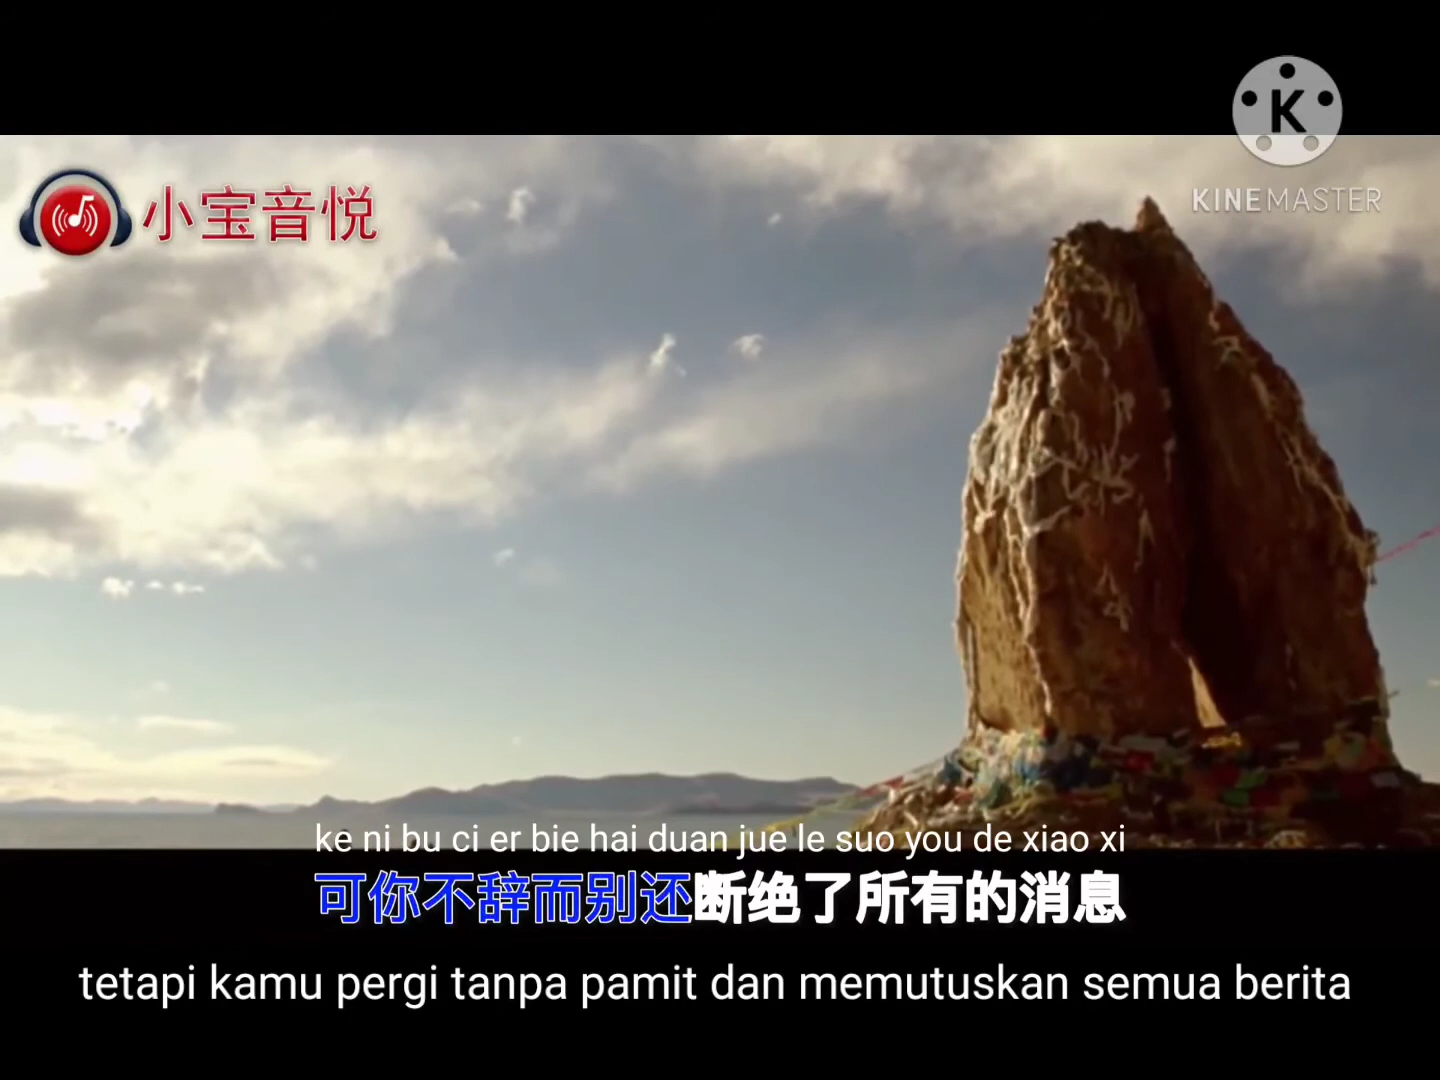 小宝音悦
K
KINEMASTER
ke ni bu ci er bie hai duan jue le suo you de xiao xi
可你不辞而别还断绝了所有的消息
tetapi kamu pergi tanpa pamit dan memutuskan semua berita